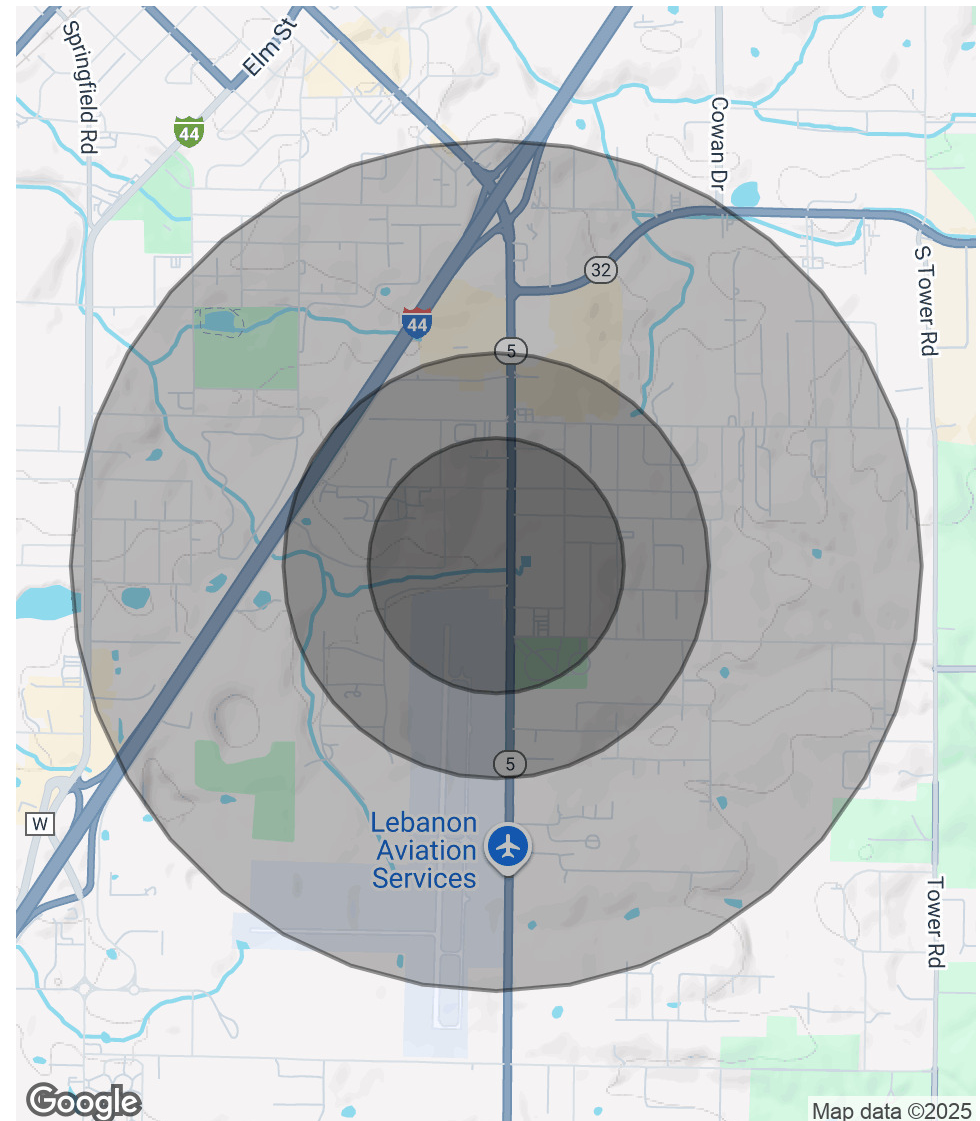 Springfield Rd
Elm St
44
Cowan Dr
32
S Tower Rd
44
5
5
W
Lebanon
Aviation
Services
Tower Rd
Google
Map data ©2025